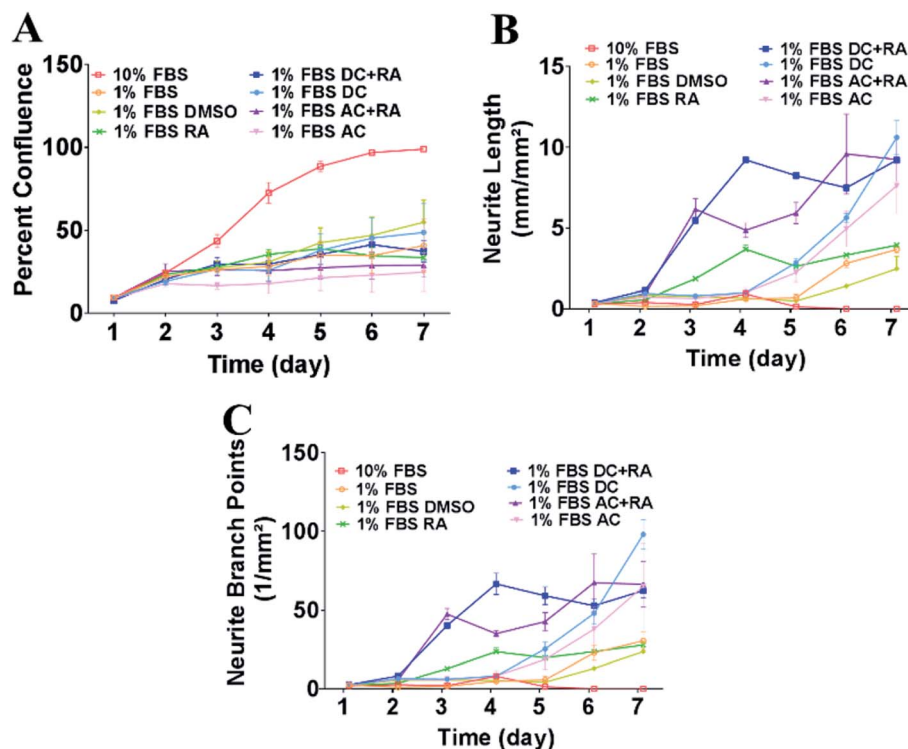 A
Percent Confluence
150
100
50
0
10% FBS
1% FBS
1% FBS DMSO
1% FBS RA
1% FBS DC+RA
1% FBS DC
1% FBS AC+RA
1% FBS AC
1 2 3 4 5 6 7
Time (day)
B
Neurite Length
(mm/mm²)
15
10
5
0
10% FBS
1% FBS
1% FBS DMSO
1% FBS RA
1% FBS DC+RA
1% FBS DC
1% FBS AC+RA
1% FBS AC
1 2 3 4 5 6 7
Time (day)
C
Neurite Branch Points
(1/mm²)
150
100
50
0
10% FBS
1% FBS
1% FBS DMSO
1% FBS RA
1% FBS DC+RA
1% FBS DC
1% FBS AC+RA
1% FBS AC
1 2 3 4 5 6 7
Time (day)